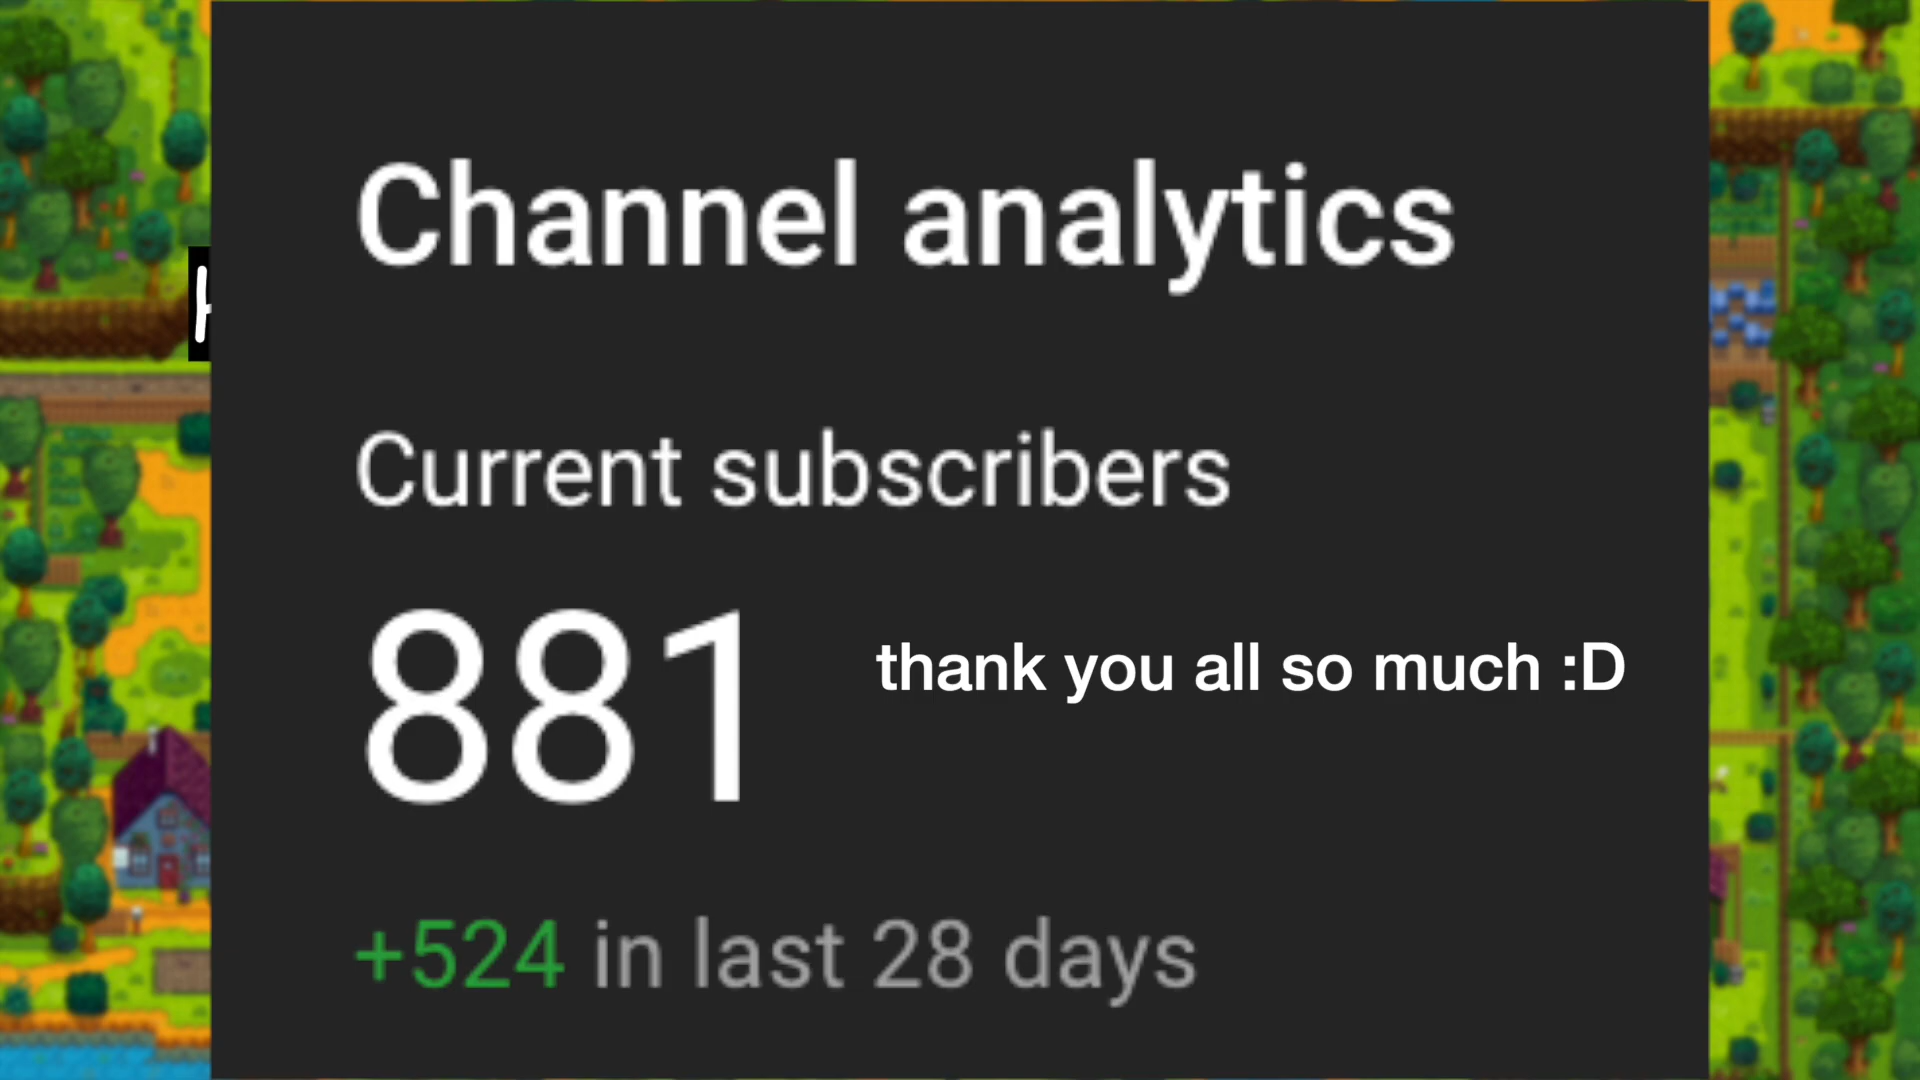 Channel analytics
Current subscribers
881
thank you all so much :D
+524 in last 28 days